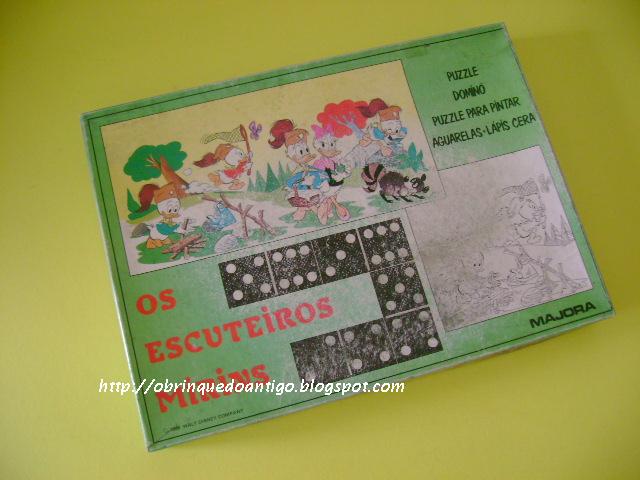 PUZZLE
DOMINO
PUZZLE PARA PINTAR
AGUARELAS-LÁPIS CERA
OS
ESCUTEIROS
MIRINS
MAJORA
http://obrinquedoantigo.blogspot.com
WALT DISNEY COMPANY